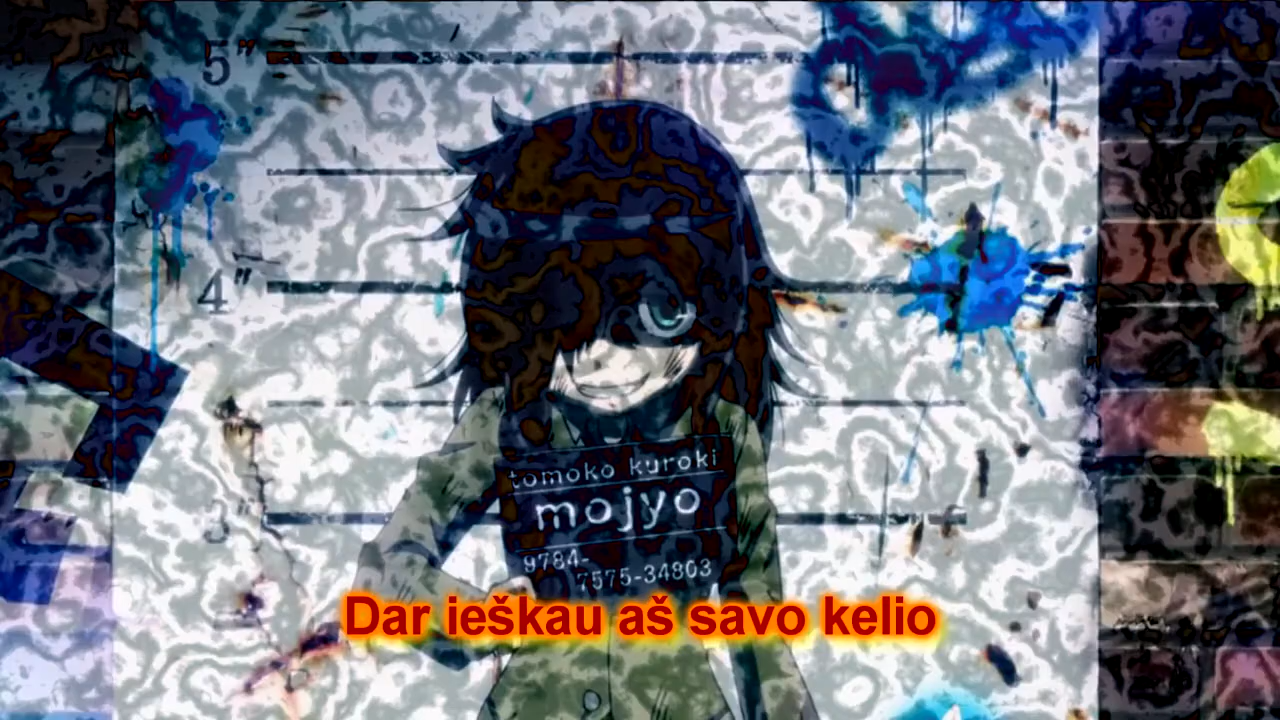 5"
4"
3"
tomoko kuroki
mojyo
9784-
7575-34803
Dar ieškau aš savo kelio